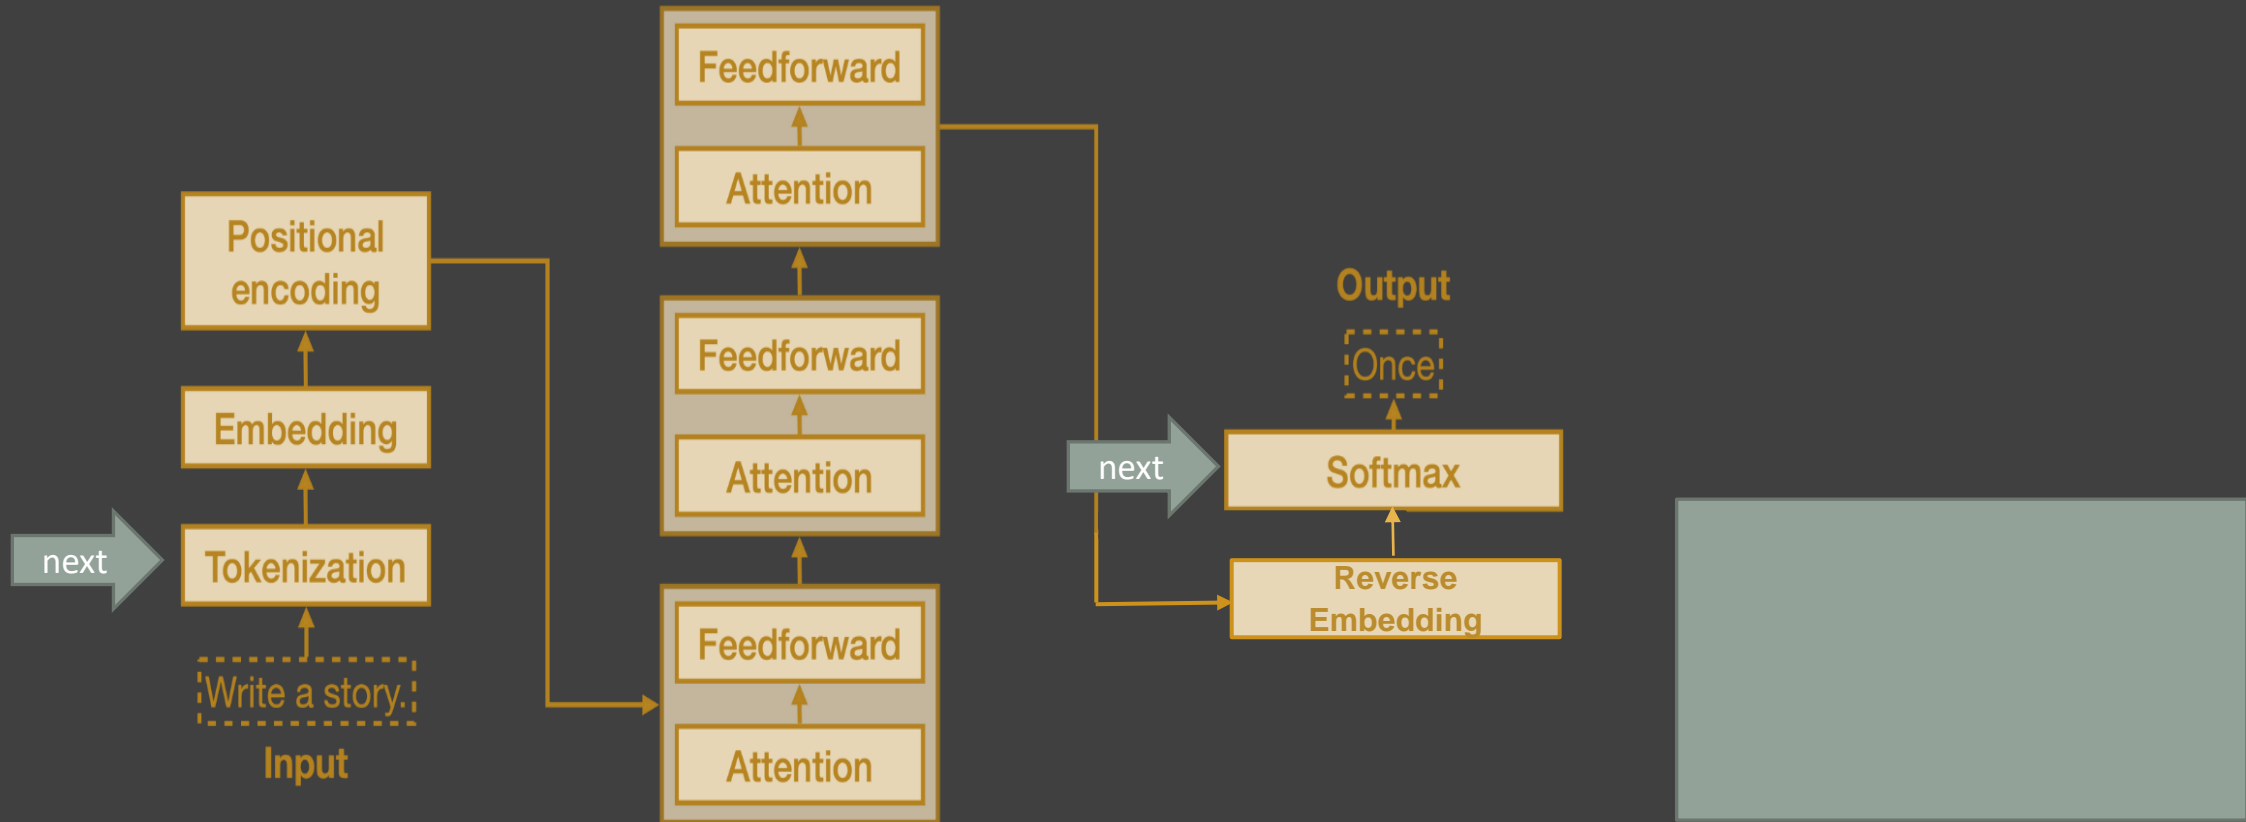 Positional
encoding
Embedding
next
Tokenization
Write a story.
Input
Feedforward
Attention
Feedforward
Attention
Feedforward
Attention
Output
Once
next
Softmax
Reverse
Embedding